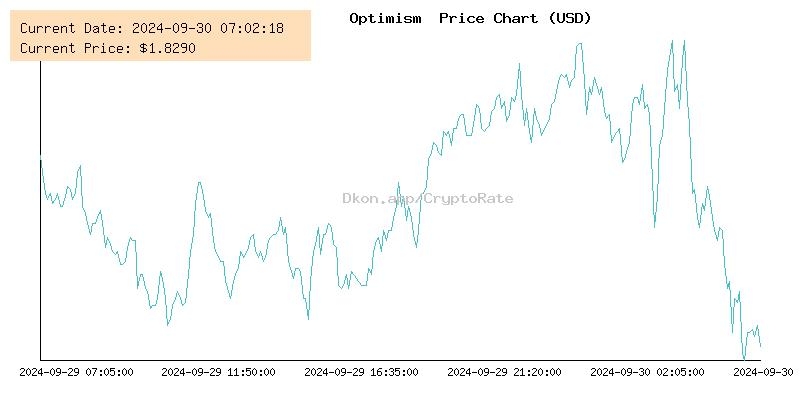 Optimism  Price Chart (USD)
Current Date: 2024-09-30 07:02:18
Current Price: $1.8290
Dkon.app/CryptoRate
2024-09-29 07:05:00 2024-09-29 11:50:00 2024-09-29 16:35:00 2024-09-29 21:20:00 2024-09-30 02:05:00 2024-09-30